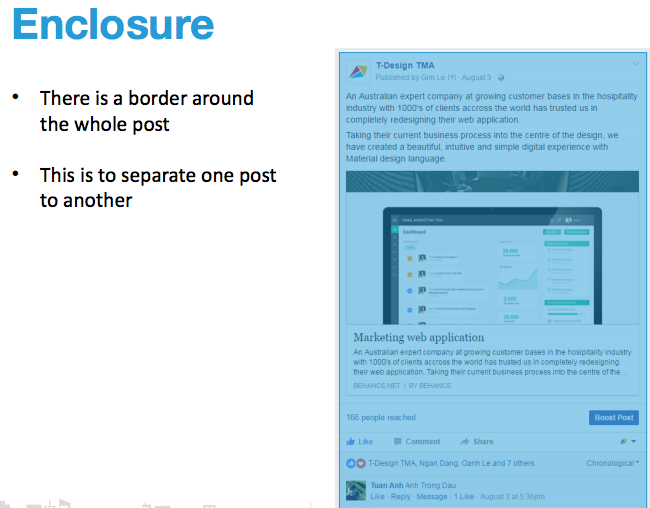 Enclosure
• There is a border around
the whole post
• This is to separate one post
to another
T-Design TMA
Published by Gim Le [?] · August 3 ·
An Australian expert company at growing customer bases in the hosipitality
industry with 1000's of clients accross the world has trusted us in
completely redesigning their web application.
Taking their current business process into the centre of the design, we
have created a beautiful, intuitive and simple digital experience with
Material design language.
EMAIL MARKETING TOOL
Dashboard
Marketing web application
An Australian expert company at growing customer bases in the hosipitality industry
with 1000's of clients accross the world has trusted us in completely redesigning
their web application. Taking their current business process into the centre of the...
BEHANCE.NET | BY BEHANCE
166 people reached
Boost Post
Like Comment Share
T-Design TMA, Ngan Dang, Oanh Le and 7 others Chronological
Tuan Anh Anh Trong Dau
Like · Reply · Message · 1 Like · August 3 at 5:36pm